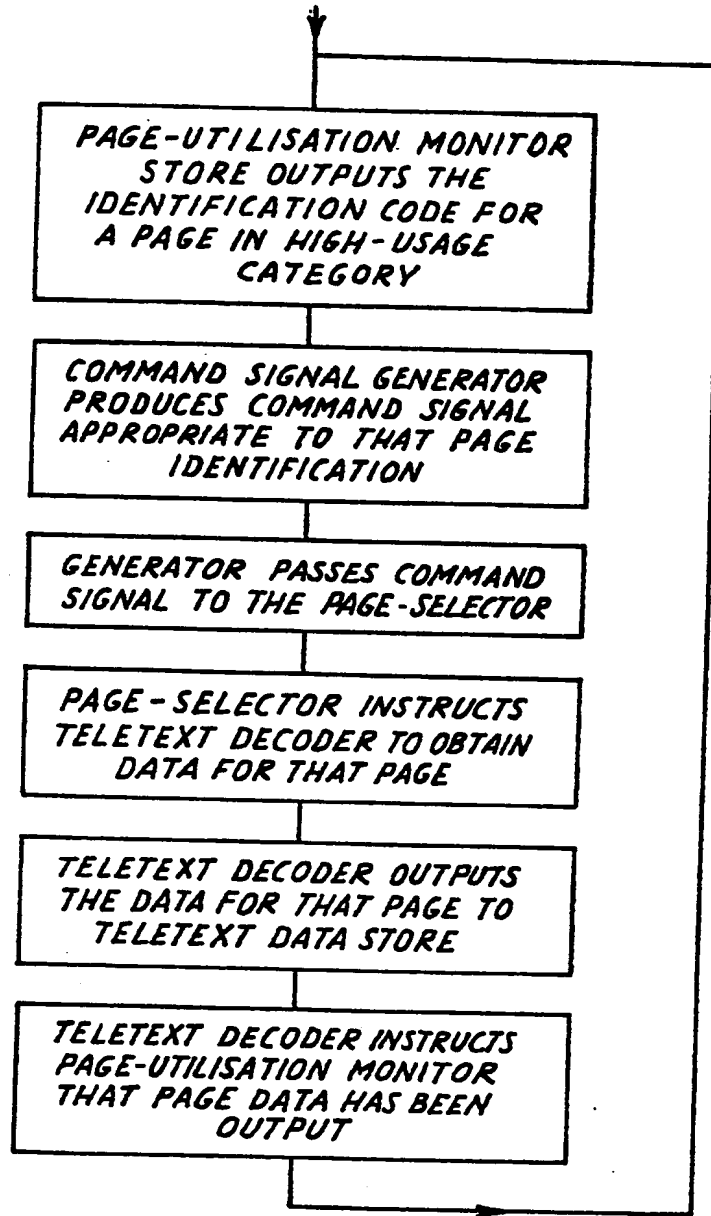 PAGE-UTILISATION MONITOR
STORE OUTPUTS THE
IDENTIFICATION CODE FOR
A PAGE IN HIGH-USAGE
CATEGORY
COMMAND SIGNAL GENERATOR
PRODUCES COMMAND SIGNAL
APPROPRIATE TO THAT PAGE
IDENTIFICATION
GENERATOR PASSES COMMAND
SIGNAL TO THE PAGE-SELECTOR
PAGE-SELECTOR INSTRUCTS
TELETEXT DECODER TO OBTAIN
DATA FOR THAT PAGE
TELETEXT DECODER OUTPUTS
THE DATA FOR THAT PAGE TO
TELETEXT DATA STORE
TELETEXT DECODER INSTRUCTS
PAGE-UTILISATION MONITOR
THAT PAGE DATA HAS BEEN
OUTPUT